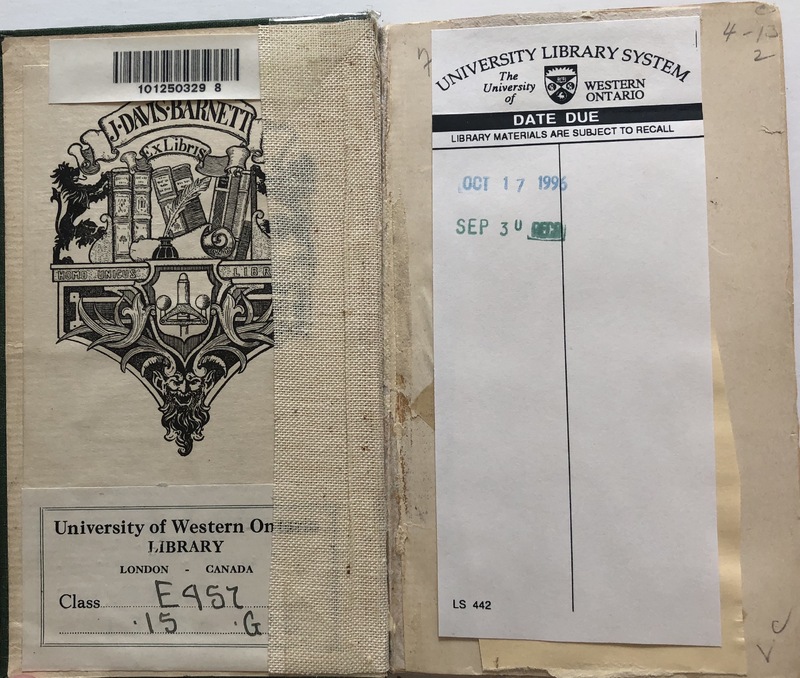 101250329 8
J·DAVIS·BARNETT
Ex Libris
HOMO UNICUS LIBR
University of Western On
LIBRARY
LONDON - CANADA
Class E457
.15 .G
4-13
2
UNIVERSITY LIBRARY SYSTEM
The
University
of
WESTERN
ONTARIO
DATE DUE
LIBRARY MATERIALS ARE SUBJECT TO RECALL
OCT 17 1996
SEP 30
LS 442